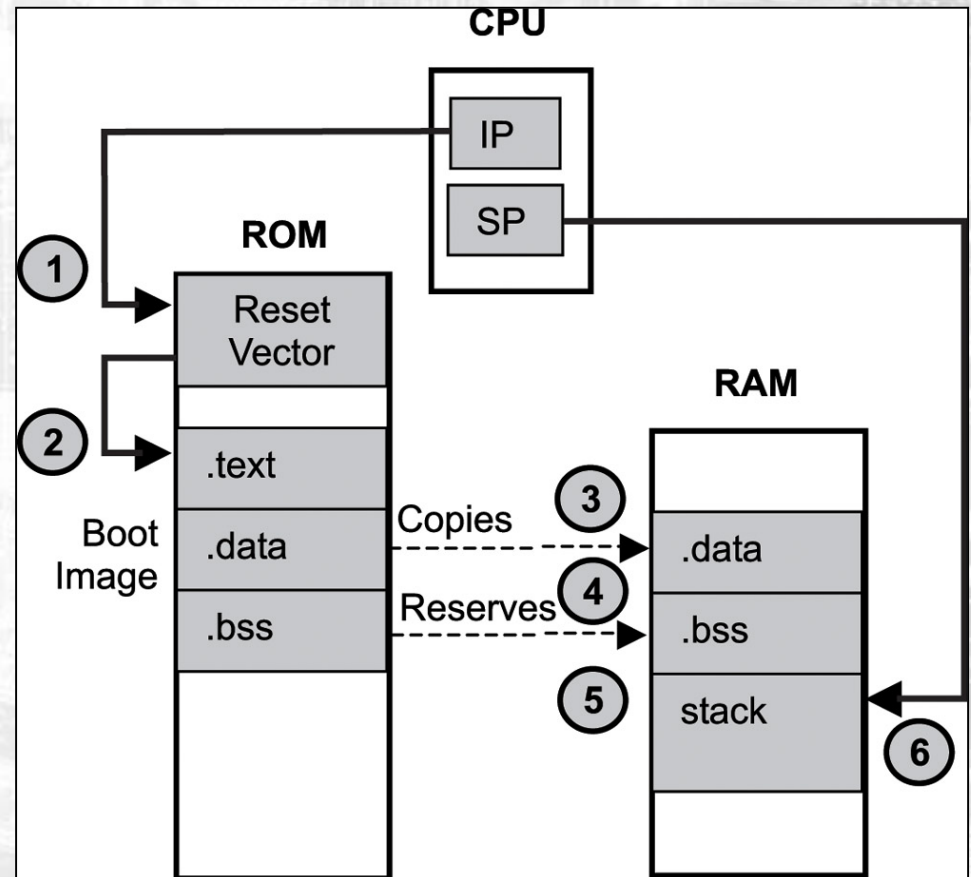 CPU
IP
SP
ROM
1
Reset
Vector
RAM
2
.text
3
Copies
Boot
Image
.data
.data
4
Reserves
.bss
.bss
5
stack
6